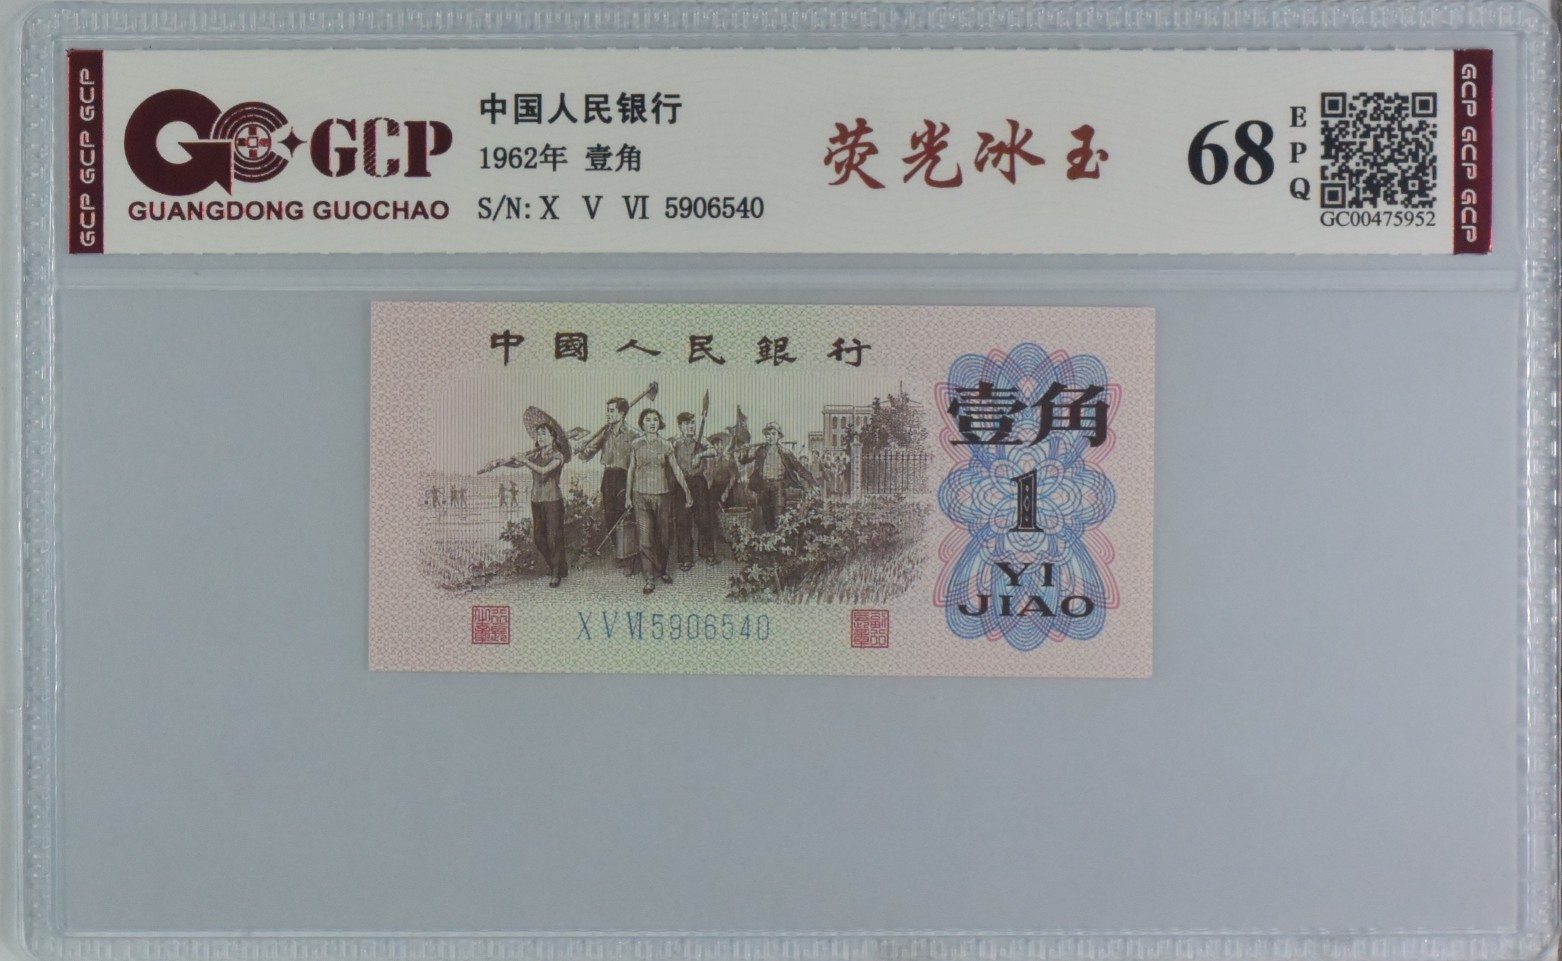 GCP GCP GCP
GCP
GUANGDONG GUOCHAO
中国人民银行
1962年 壹角
S/N: X V VI 5906540
荧光冰玉
68
EPQ
GC00475952
GCP GCP GCP
中國人民銀行
壹角
1
YI
JIAO
X V VI 5906540